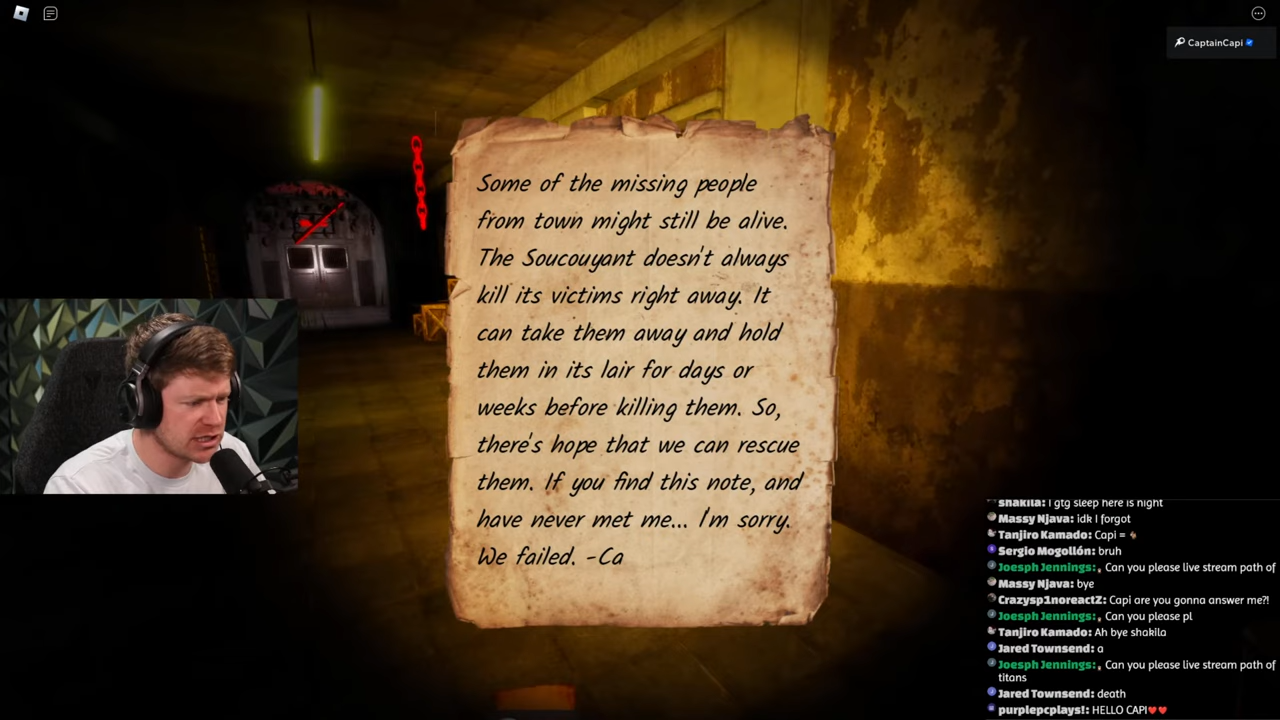 CaptainCapi
Some of the missing people
from town might still be alive.
The Soucouyant doesn't always
kill its victims right away. It
can take them away and hold
them in its lair for days or
weeks before killing them. So,
there's hope that we can rescue
them. If you find this note, and
have never met me... I'm sorry.
We failed. -Ca
shakila: I gtg sleep here is night
Massy Njava: idk I forgot
Tanjiro Kamado: Capi = 
Sergio Mogollón: bruh
Joesph Jennings: , Can you please live stream path of
Massy Njava: bye
Crazysp1noreactZ: Capi are you gonna answer me?!
Joesph Jennings: , Can you please pl
Tanjiro Kamado: Ah bye shakila
Jared Townsend: a
Joesph Jennings: , Can you please live stream path of
titans
Jared Townsend: death
purplepcplays!: HELLO CAPI❤️❤️